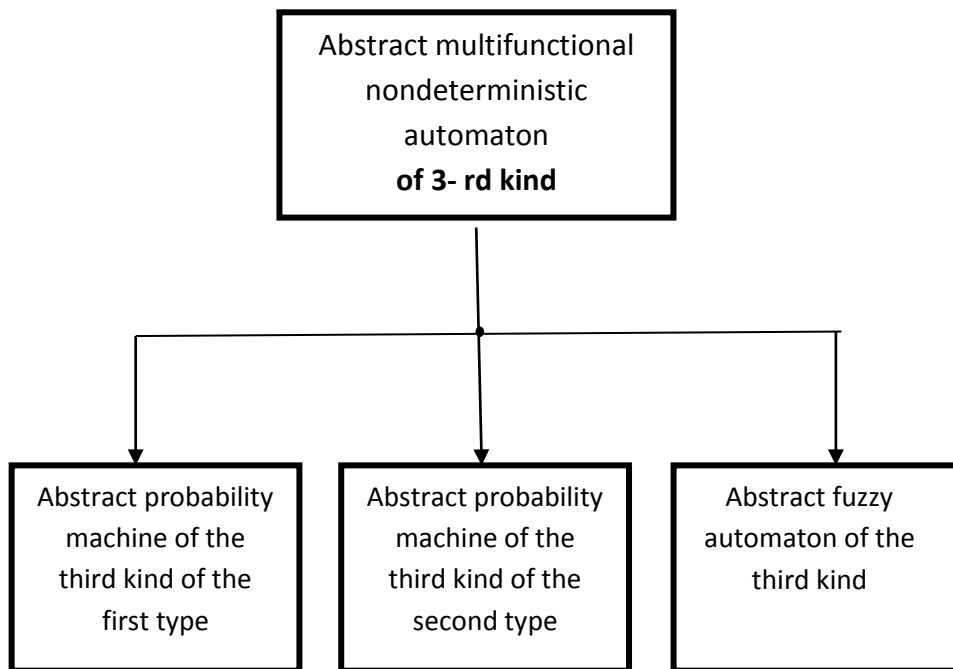 Abstract multifunctional
nondeterministic
automaton
of 3- rd kind
Abstract probability
machine of the
third kind of the
first type
Abstract probability
machine of the
third kind of the
second type
Abstract fuzzy
automaton of the
third kind